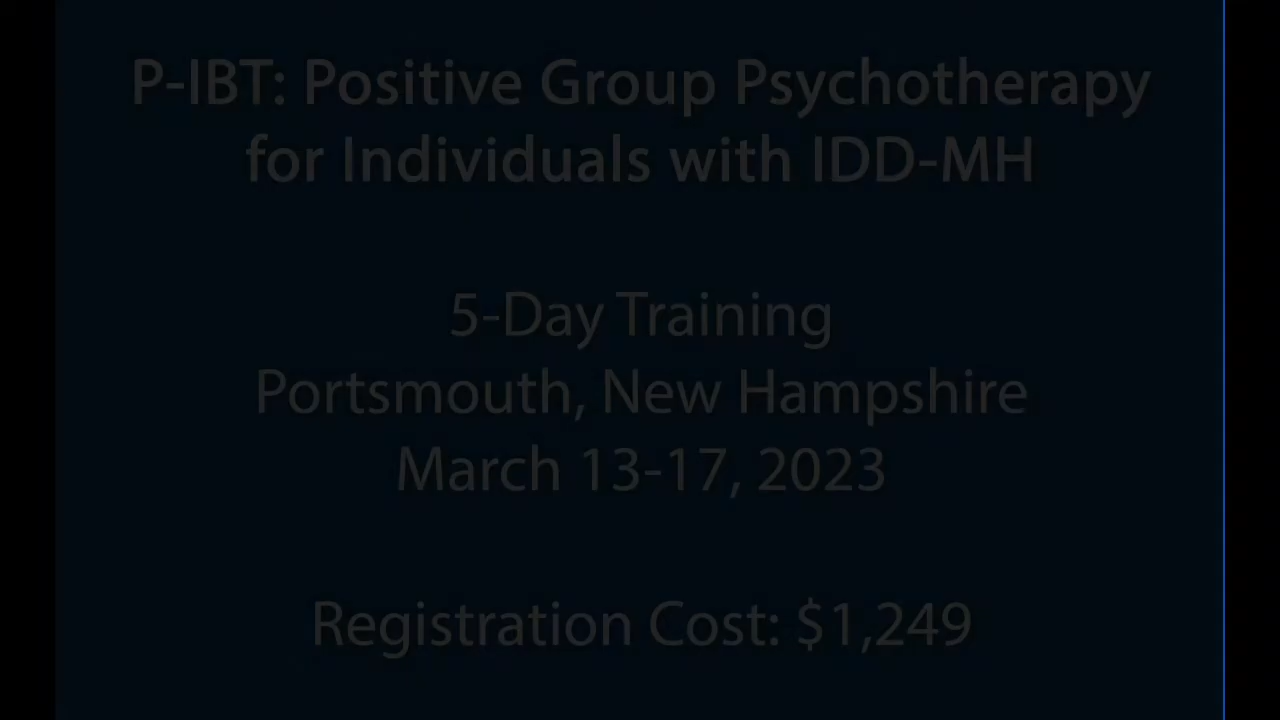 P-IBT: Positive Group Psychotherapy
for Individuals with IDD-MH
5-Day Training
Portsmouth, New Hampshire
March 13-17, 2023
Registration Cost: $1,249